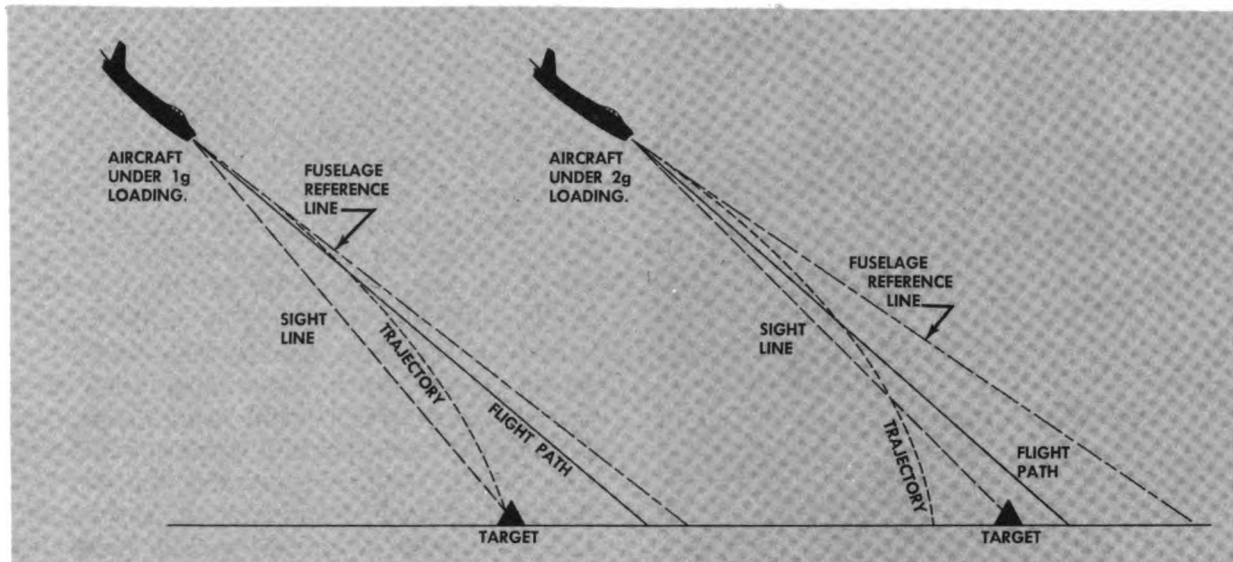 AIRCRAFT
UNDER 1g
LOADING.
FUSELAGE
REFERENCE
LINE
SIGHT
LINE
TRAJECTORY
FLIGHT PATH
TARGET
AIRCRAFT
UNDER 2g
LOADING.
FUSELAGE
REFERENCE
LINE
SIGHT
LINE
TRAJECTORY
FLIGHT
PATH
TARGET